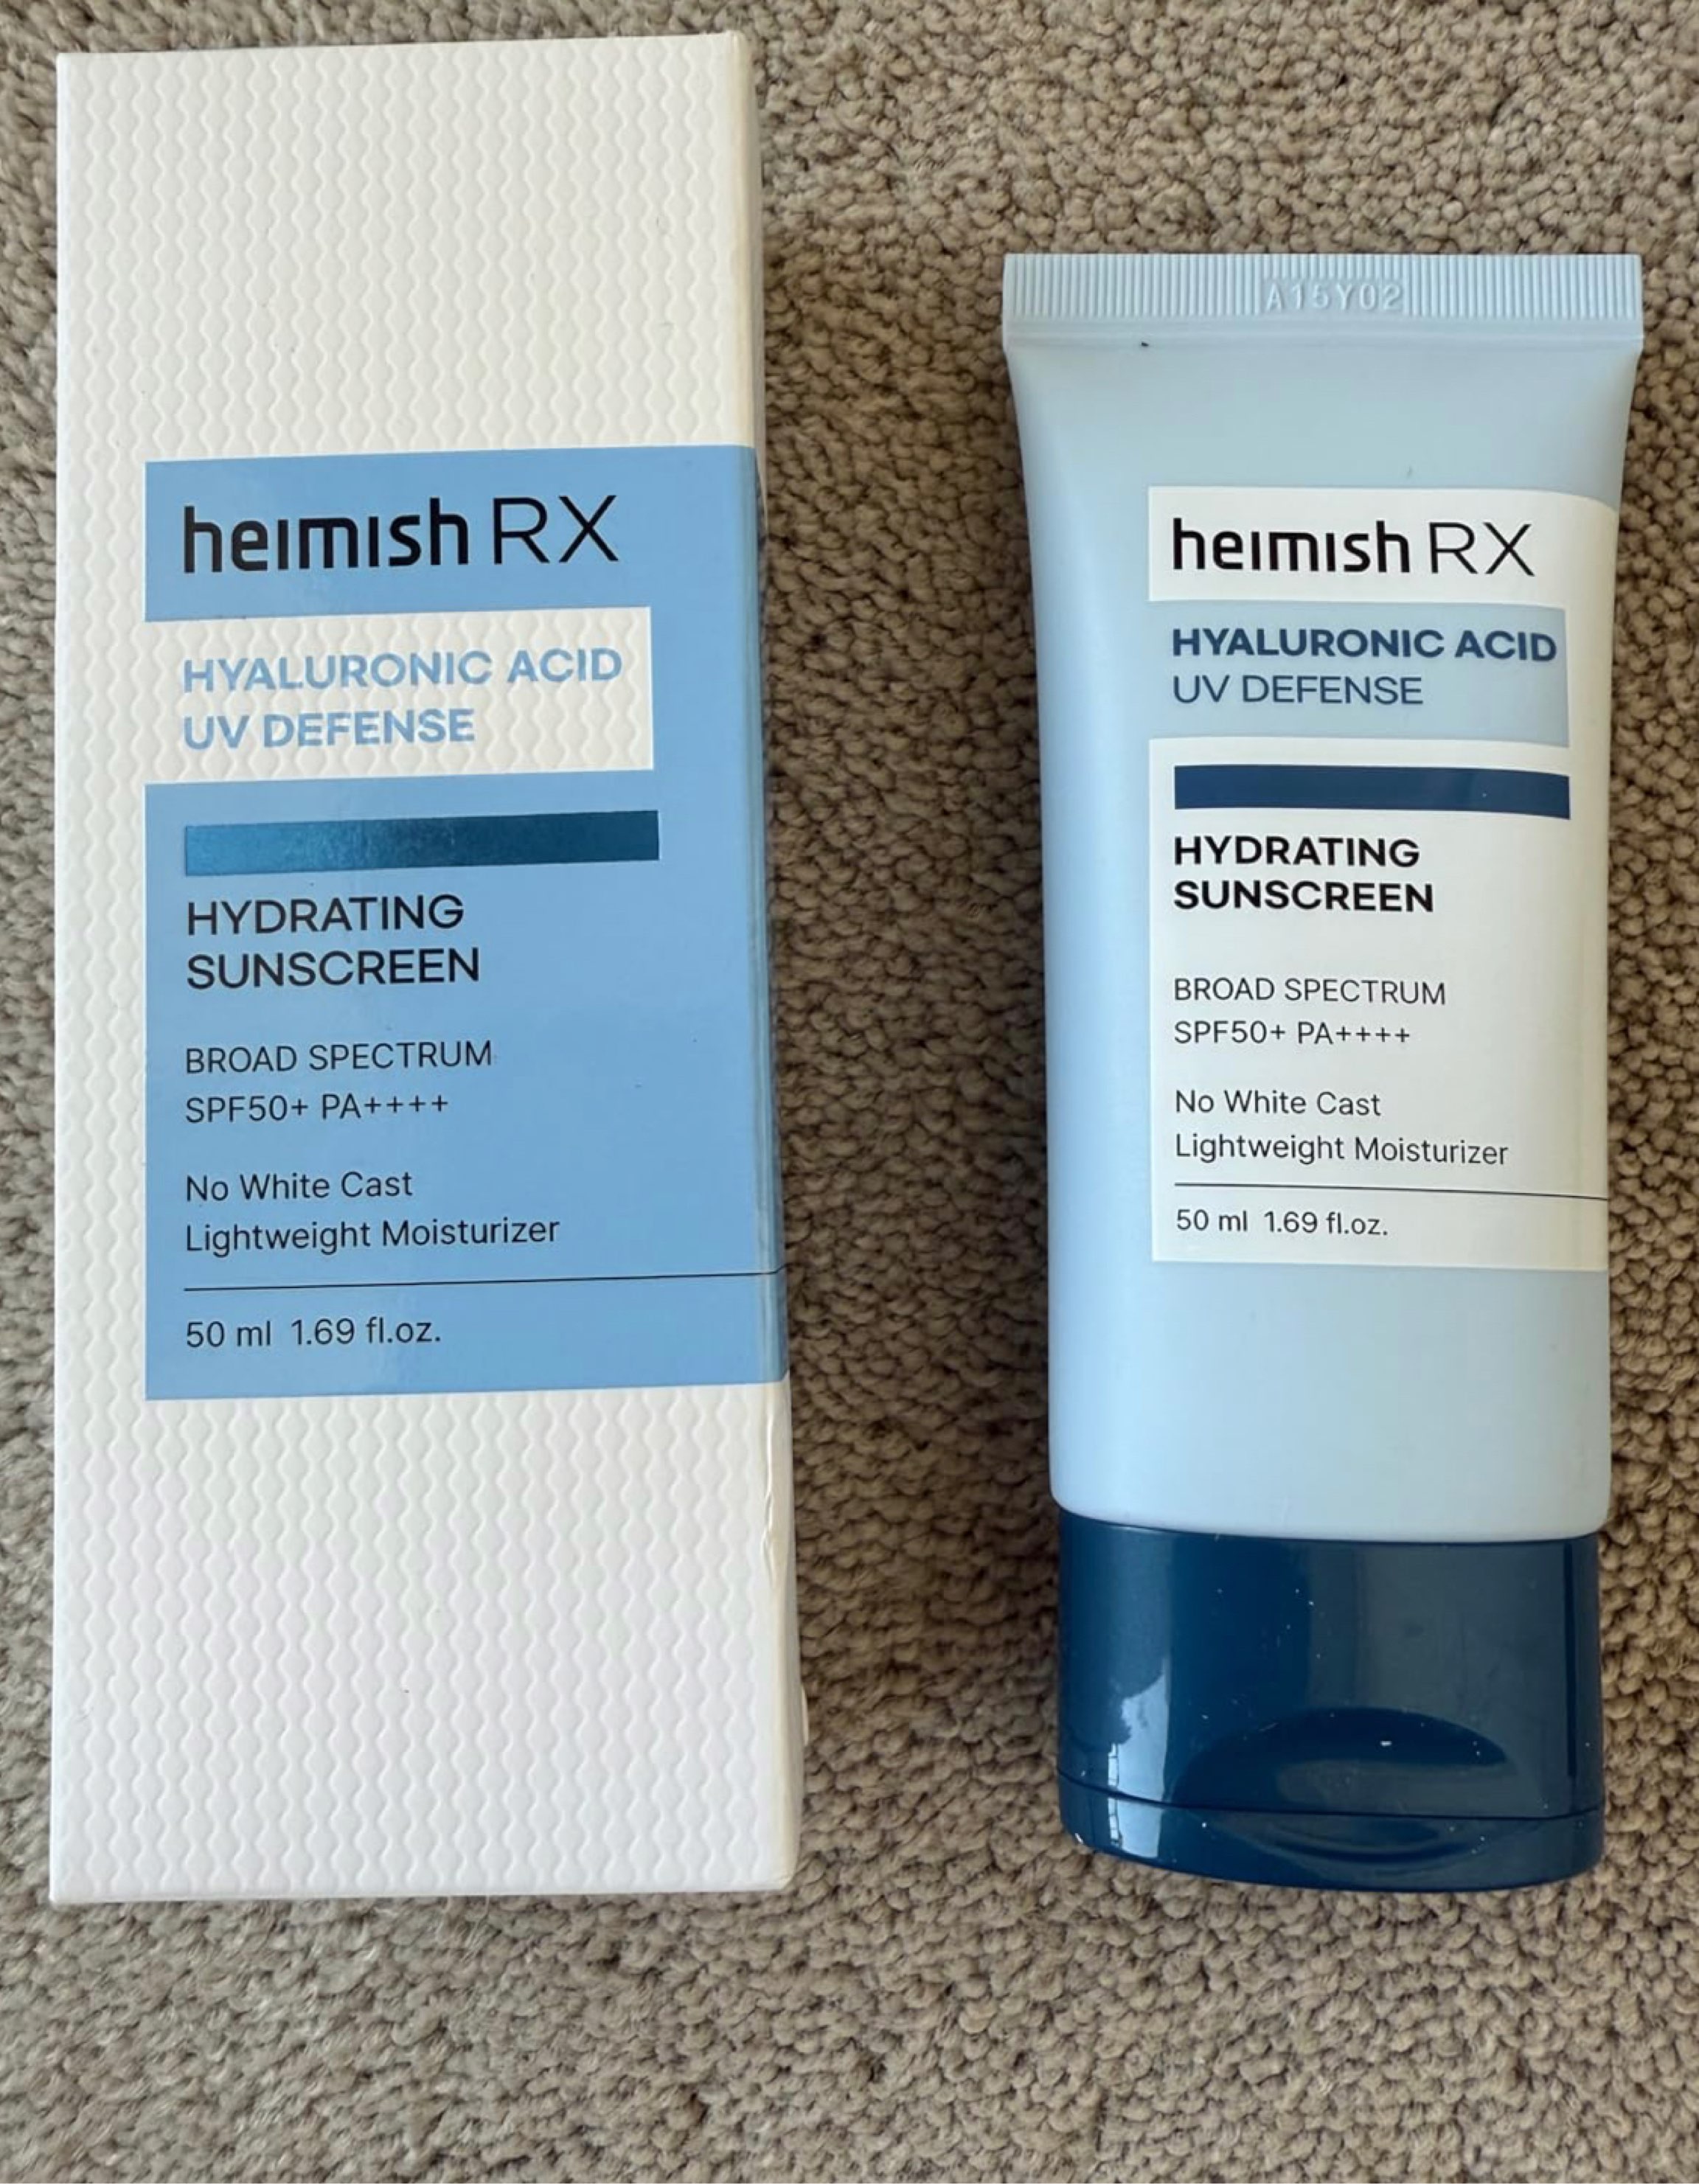 heimish RX
HYALURONIC ACID
UV DEFENSE
HYDRATING
SUNSCREEN
BROAD SPECTRUM
SPF50+ PA++++
No White Cast
Lightweight Moisturizer
50 ml 1.69 fl.oz.
A15Y02
heimish RX
HYALURONIC ACID
UV DEFENSE
HYDRATING
SUNSCREEN
BROAD SPECTRUM
SPF50+ PA++++
No White Cast
Lightweight Moisturizer
50 ml 1.69 fl.oz.